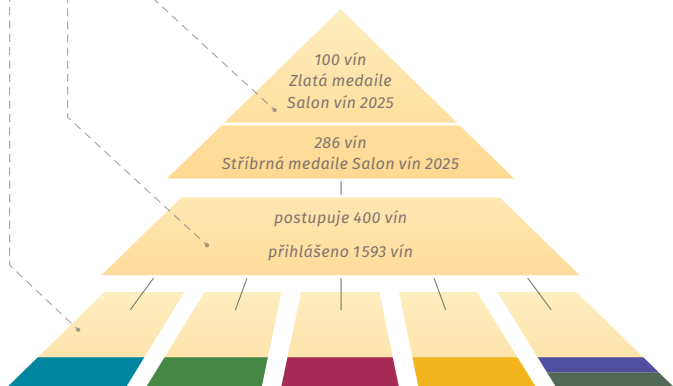 100 vín
Zlatá medaile
Salon vín 2025
286 vín
Stříbrná medaile Salon vín 2025
postupuje 400 vín
přihlášeno 1593 vín